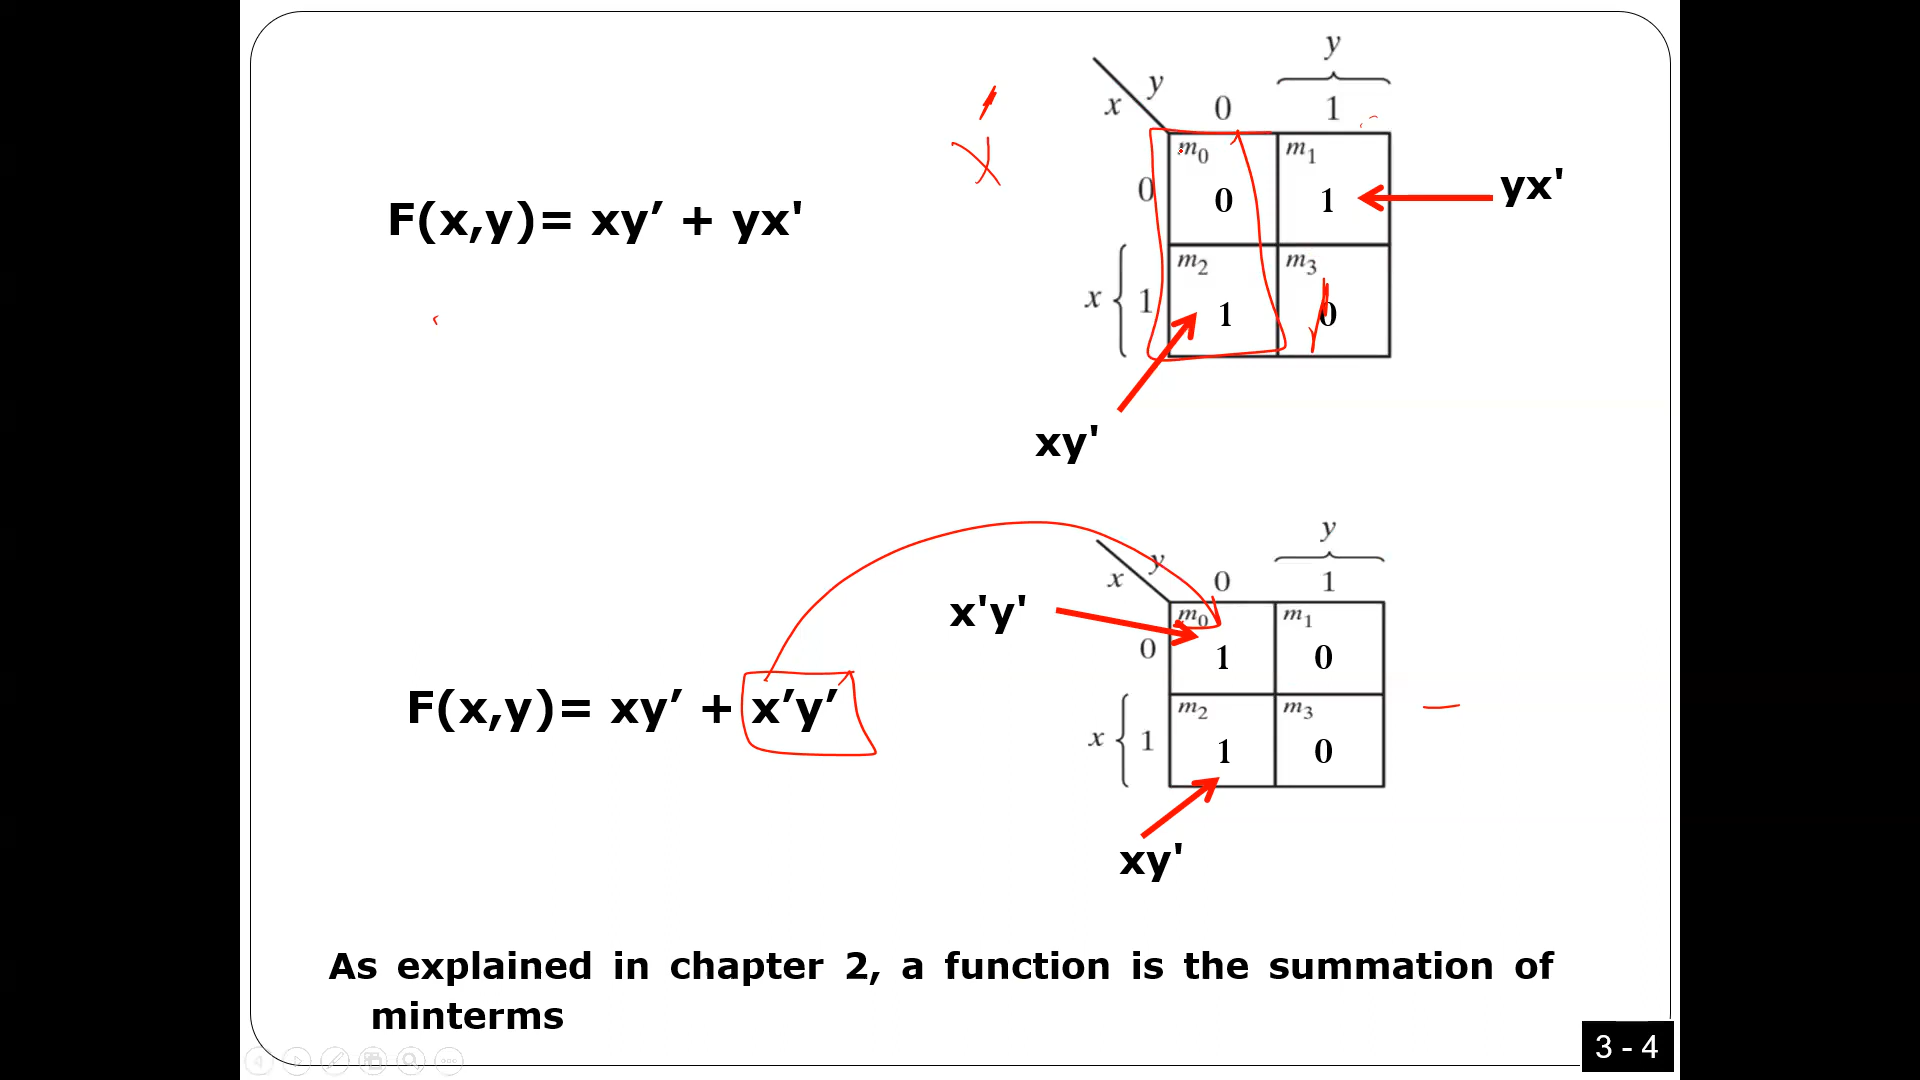 y
y
x
0
1
x'
m0
m1
0
0
1
yx'
F(x,y)= xy′ + yx'
m2
m3
x
1
1
0
xy'
y
y
x
0
1
x'y'
m0
m1
0
1
0
F(x,y)= xy′ + x′y′
m2
m3
x
1
1
0
xy'
As explained in chapter 2, a function is the summation of
minterms
3 - 4